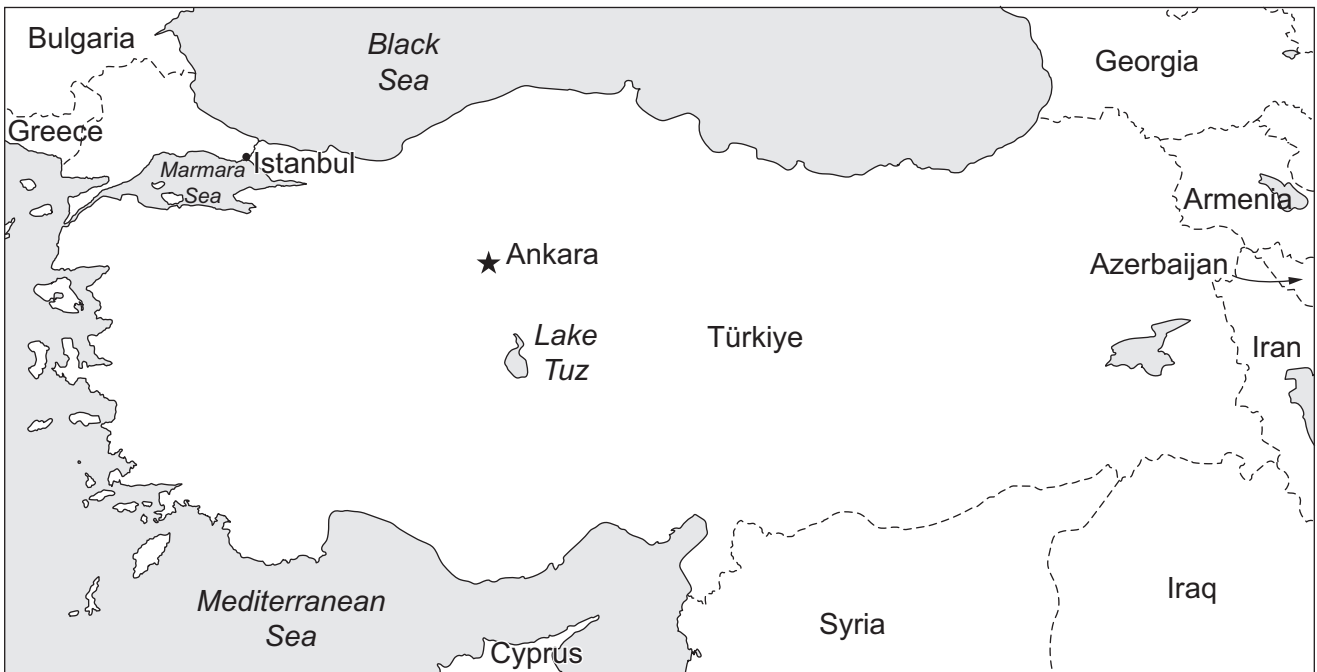 Bulgaria
Black
Sea
Georgia
Greece
Istanbul
Marmara
Sea
Armenia
Ankara
Azerbaijan
Lake
Tuz
Türkiye
Iran
Mediterranean
Sea
Iraq
Syria
Cyprus